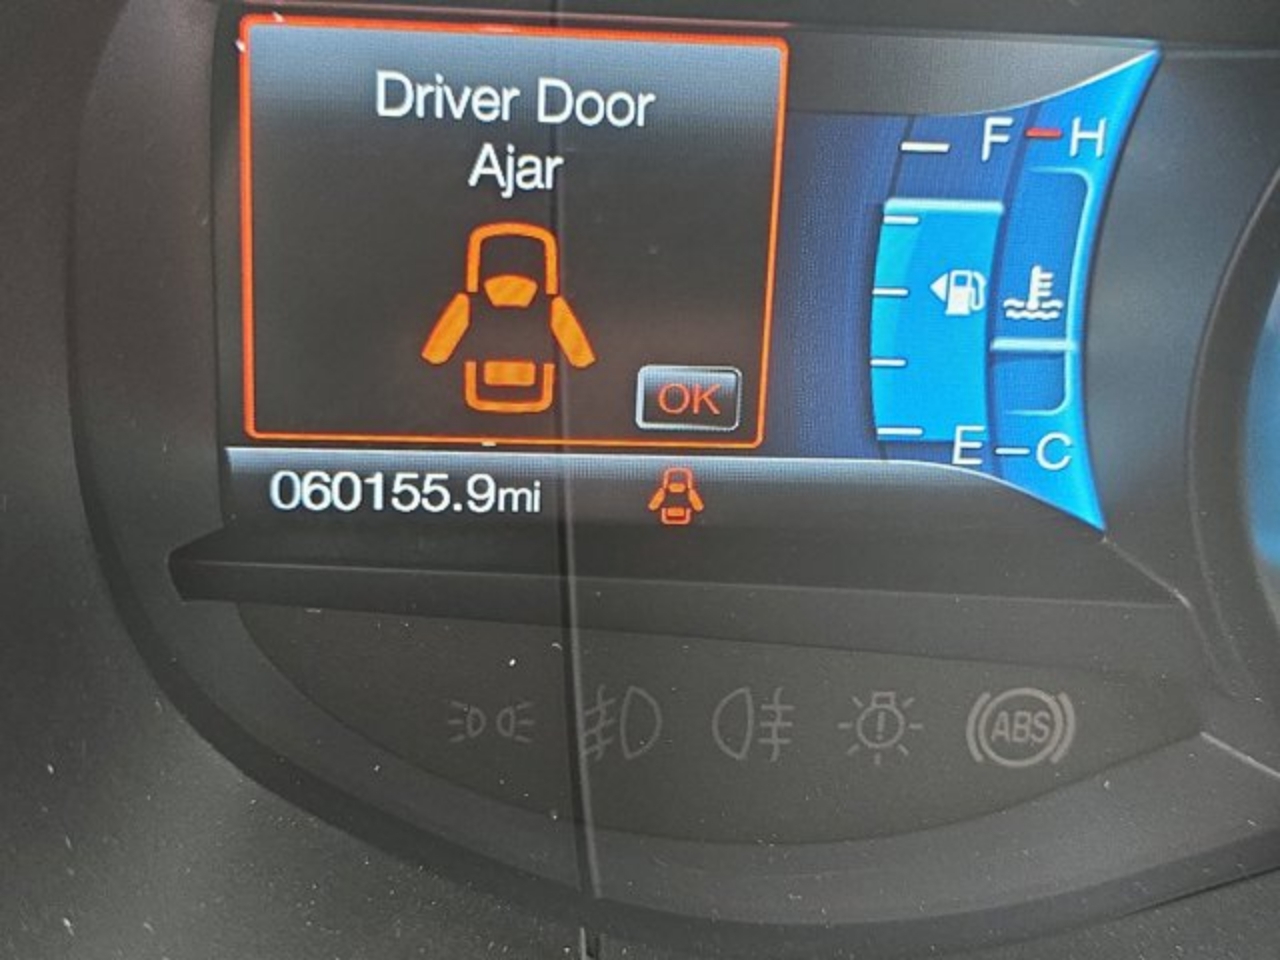 Driver Door
Ajar
OK
F
H
E
C
060155.9mi
ABS